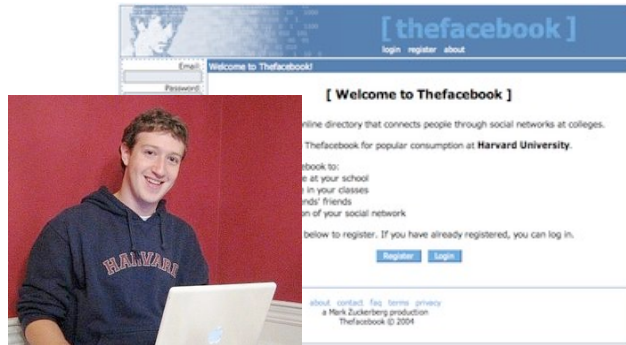 [ thefacebook ]
login register about
Email:
Welcome to Thefacebook!
Password:
[ Welcome to Thefacebook ]
online directory that connects people through social networks at colleges.
Thefacebook for popular consumption at Harvard University.
ebook to:
e at your school
e in your classes
ends' friends
on of your social network
below to register. If you have already registered, you can log in.
Register Login
HARVARD
about contact faq terms privacy
a Mark Zuckerberg production
Thefacebook © 2004